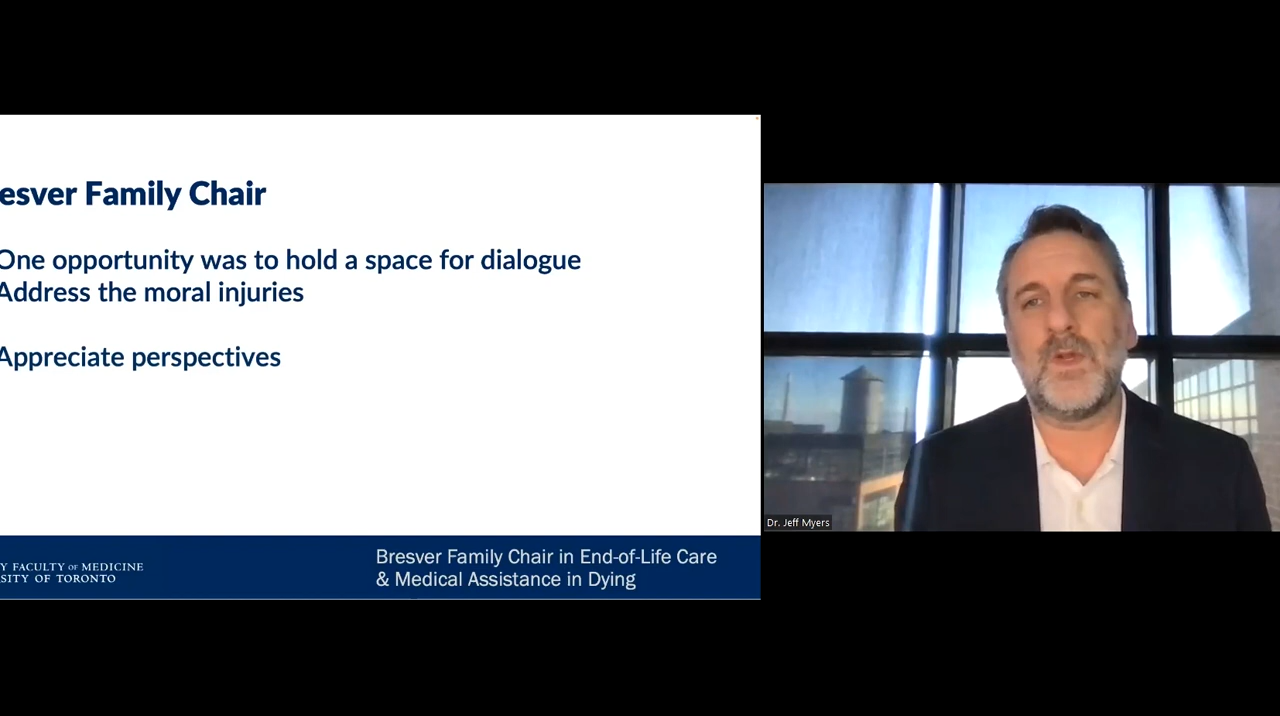 esver Family Chair
One opportunity was to hold a space for dialogue
Address the moral injuries
Appreciate perspectives
Y FACULTY OF MEDICINE
SITY OF TORONTO
Bresver Family Chair in End-of-Life Care
& Medical Assistance in Dying
Dr. Jeff Myers